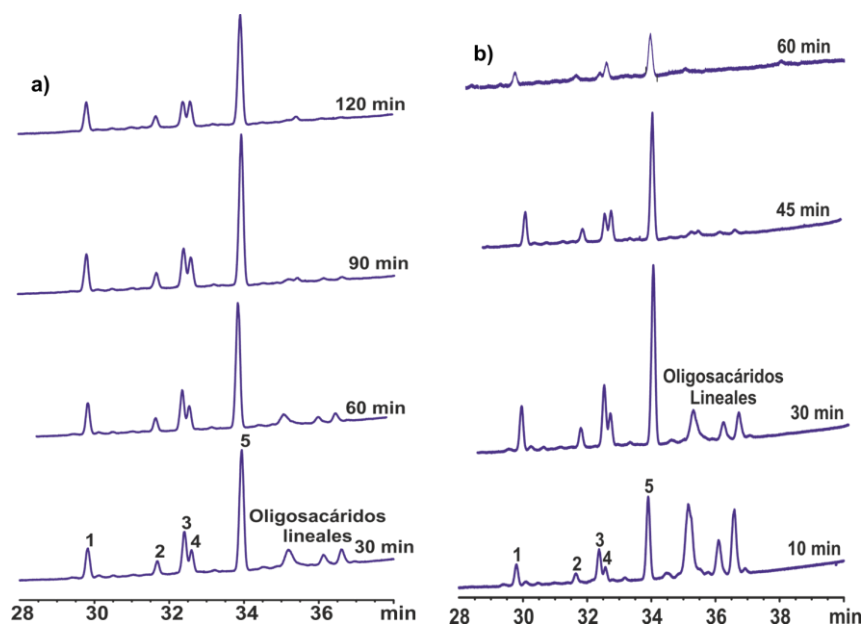 a)
120 min
90 min
60 min
5
Oligosacáridos
lineales
30 min
1
2
3
4
30
32
34
36
min
b)
60 min
45 min
Oligosacáridos
Lineales
30 min
5
10 min
1
2
3
4
28
30
32
34
36
38
min
28